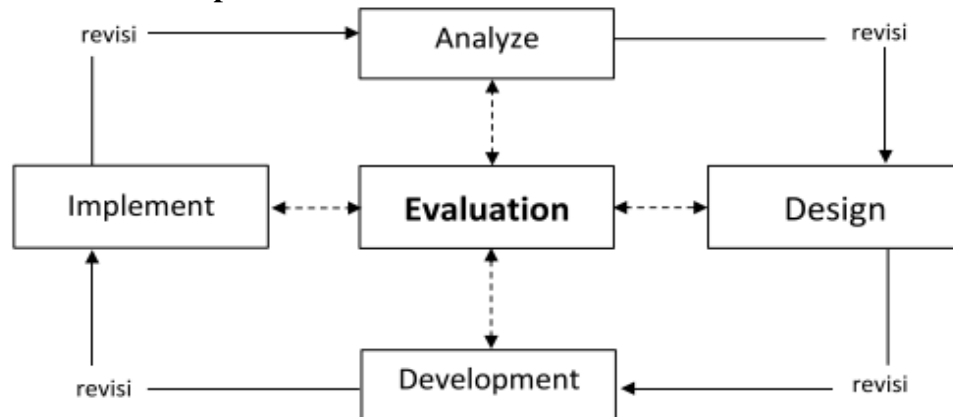 revisi
Analyze
revisi
Implement
Evaluation
Design
revisi
Development
revisi